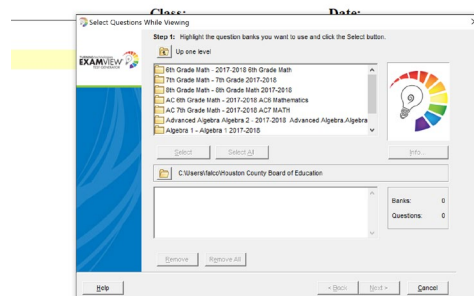 Class:
Date:
Select Questions While Viewing
Step 1: Highlight the question banks you want to use and click the Select button.
Up one level
EXAMVIEW
6th Grade Math - 2017-2018 6th Grade Math
7th Grade Math - 7th Grade 2017-2018
8th Grade Math - 8th Grade Math 2017-2018
AC 6th Grade Math - 2017-2018 AC6 Mathematics
AC 7th Grade Math - 2017-2018 AC7 MATH
Advanced Algebra Algebra 2 - 2017-2018 Advanced Algebra.Algebra
Algebra 1 - Algebra 1 2017-2018
Select
Select All
Info...
C:\Users\falco\Houston County Board of Education
Banks: 0
Questions: 0
Remove
Remove All
Help
< Back
Next >
Cancel